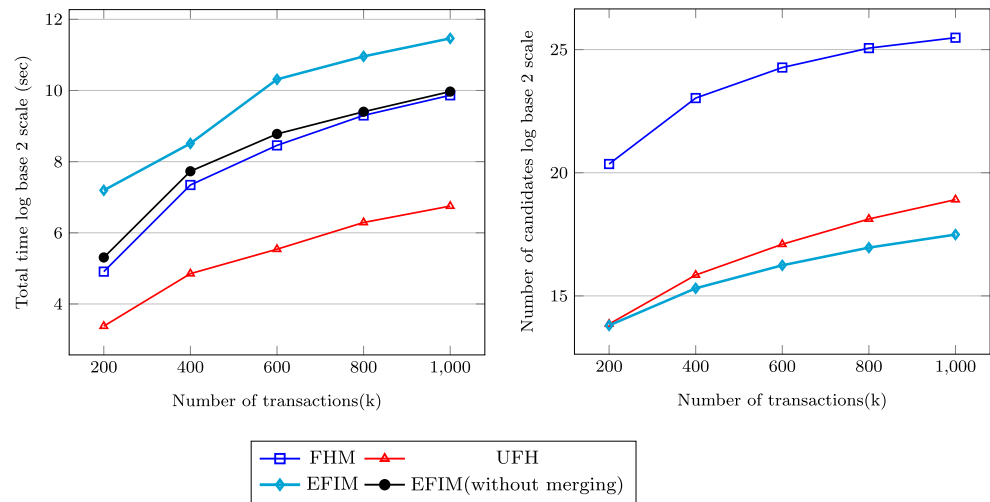 Total time log base 2 scale (sec)
12
10
8
6
4
200 400 600 800 1,000
Number of transactions(k)
Number of candidates log base 2 scale
25
20
15
200 400 600 800 1,000
Number of transactions(k)
FHM UFH
EFIM EFIM(without merging)